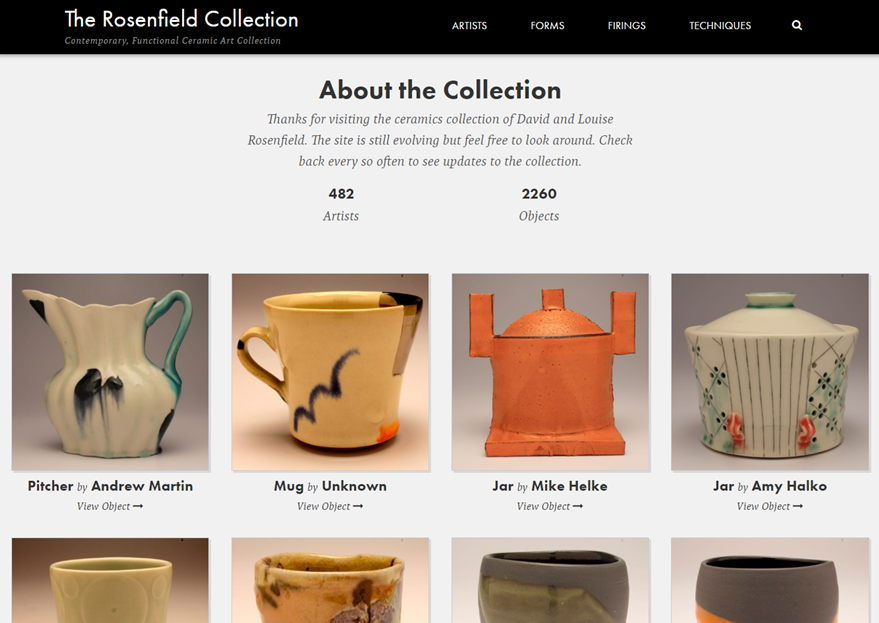 The Rosenfield Collection
Contemporary, Functional Ceramic Art Collection
ARTISTS FORMS FIRINGS TECHNIQUES
About the Collection
Thanks for visiting the ceramics collection of David and Louise
Rosenfield. The site is still evolving but feel free to look around. Check
back every so often to see updates to the collection.
482 2260
Artists Objects
Pitcher by Andrew Martin Mug by Unknown Jar by Mike Helke Jar by Amy Halko
View Object → View Object → View Object → View Object →